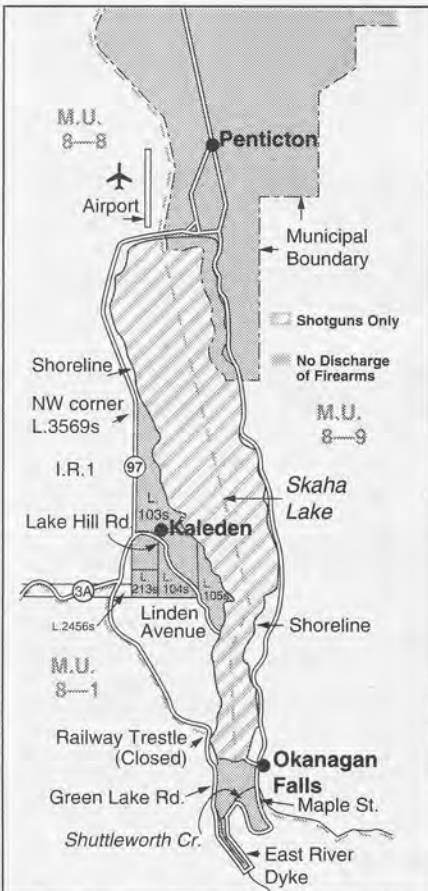 M.U.
8—8
Penticton
Airport
Municipal
Boundary
Shotguns Only
No Discharge
of Firearms
Shoreline
NW corner
L.3569s
M.U.
8—9
I.R.1
97
L.
103s
Skaha
Lake
Lake Hill Rd.
Kaleden
3A
L.
213s
L.
104s
L.
105s
L.2456s
Linden
Avenue
Shoreline
M.U.
8—1
Railway Trestle
(Closed)
Okanagan
Falls
Green Lake Rd.
Maple St.
Shuttleworth Cr.
East River
Dyke